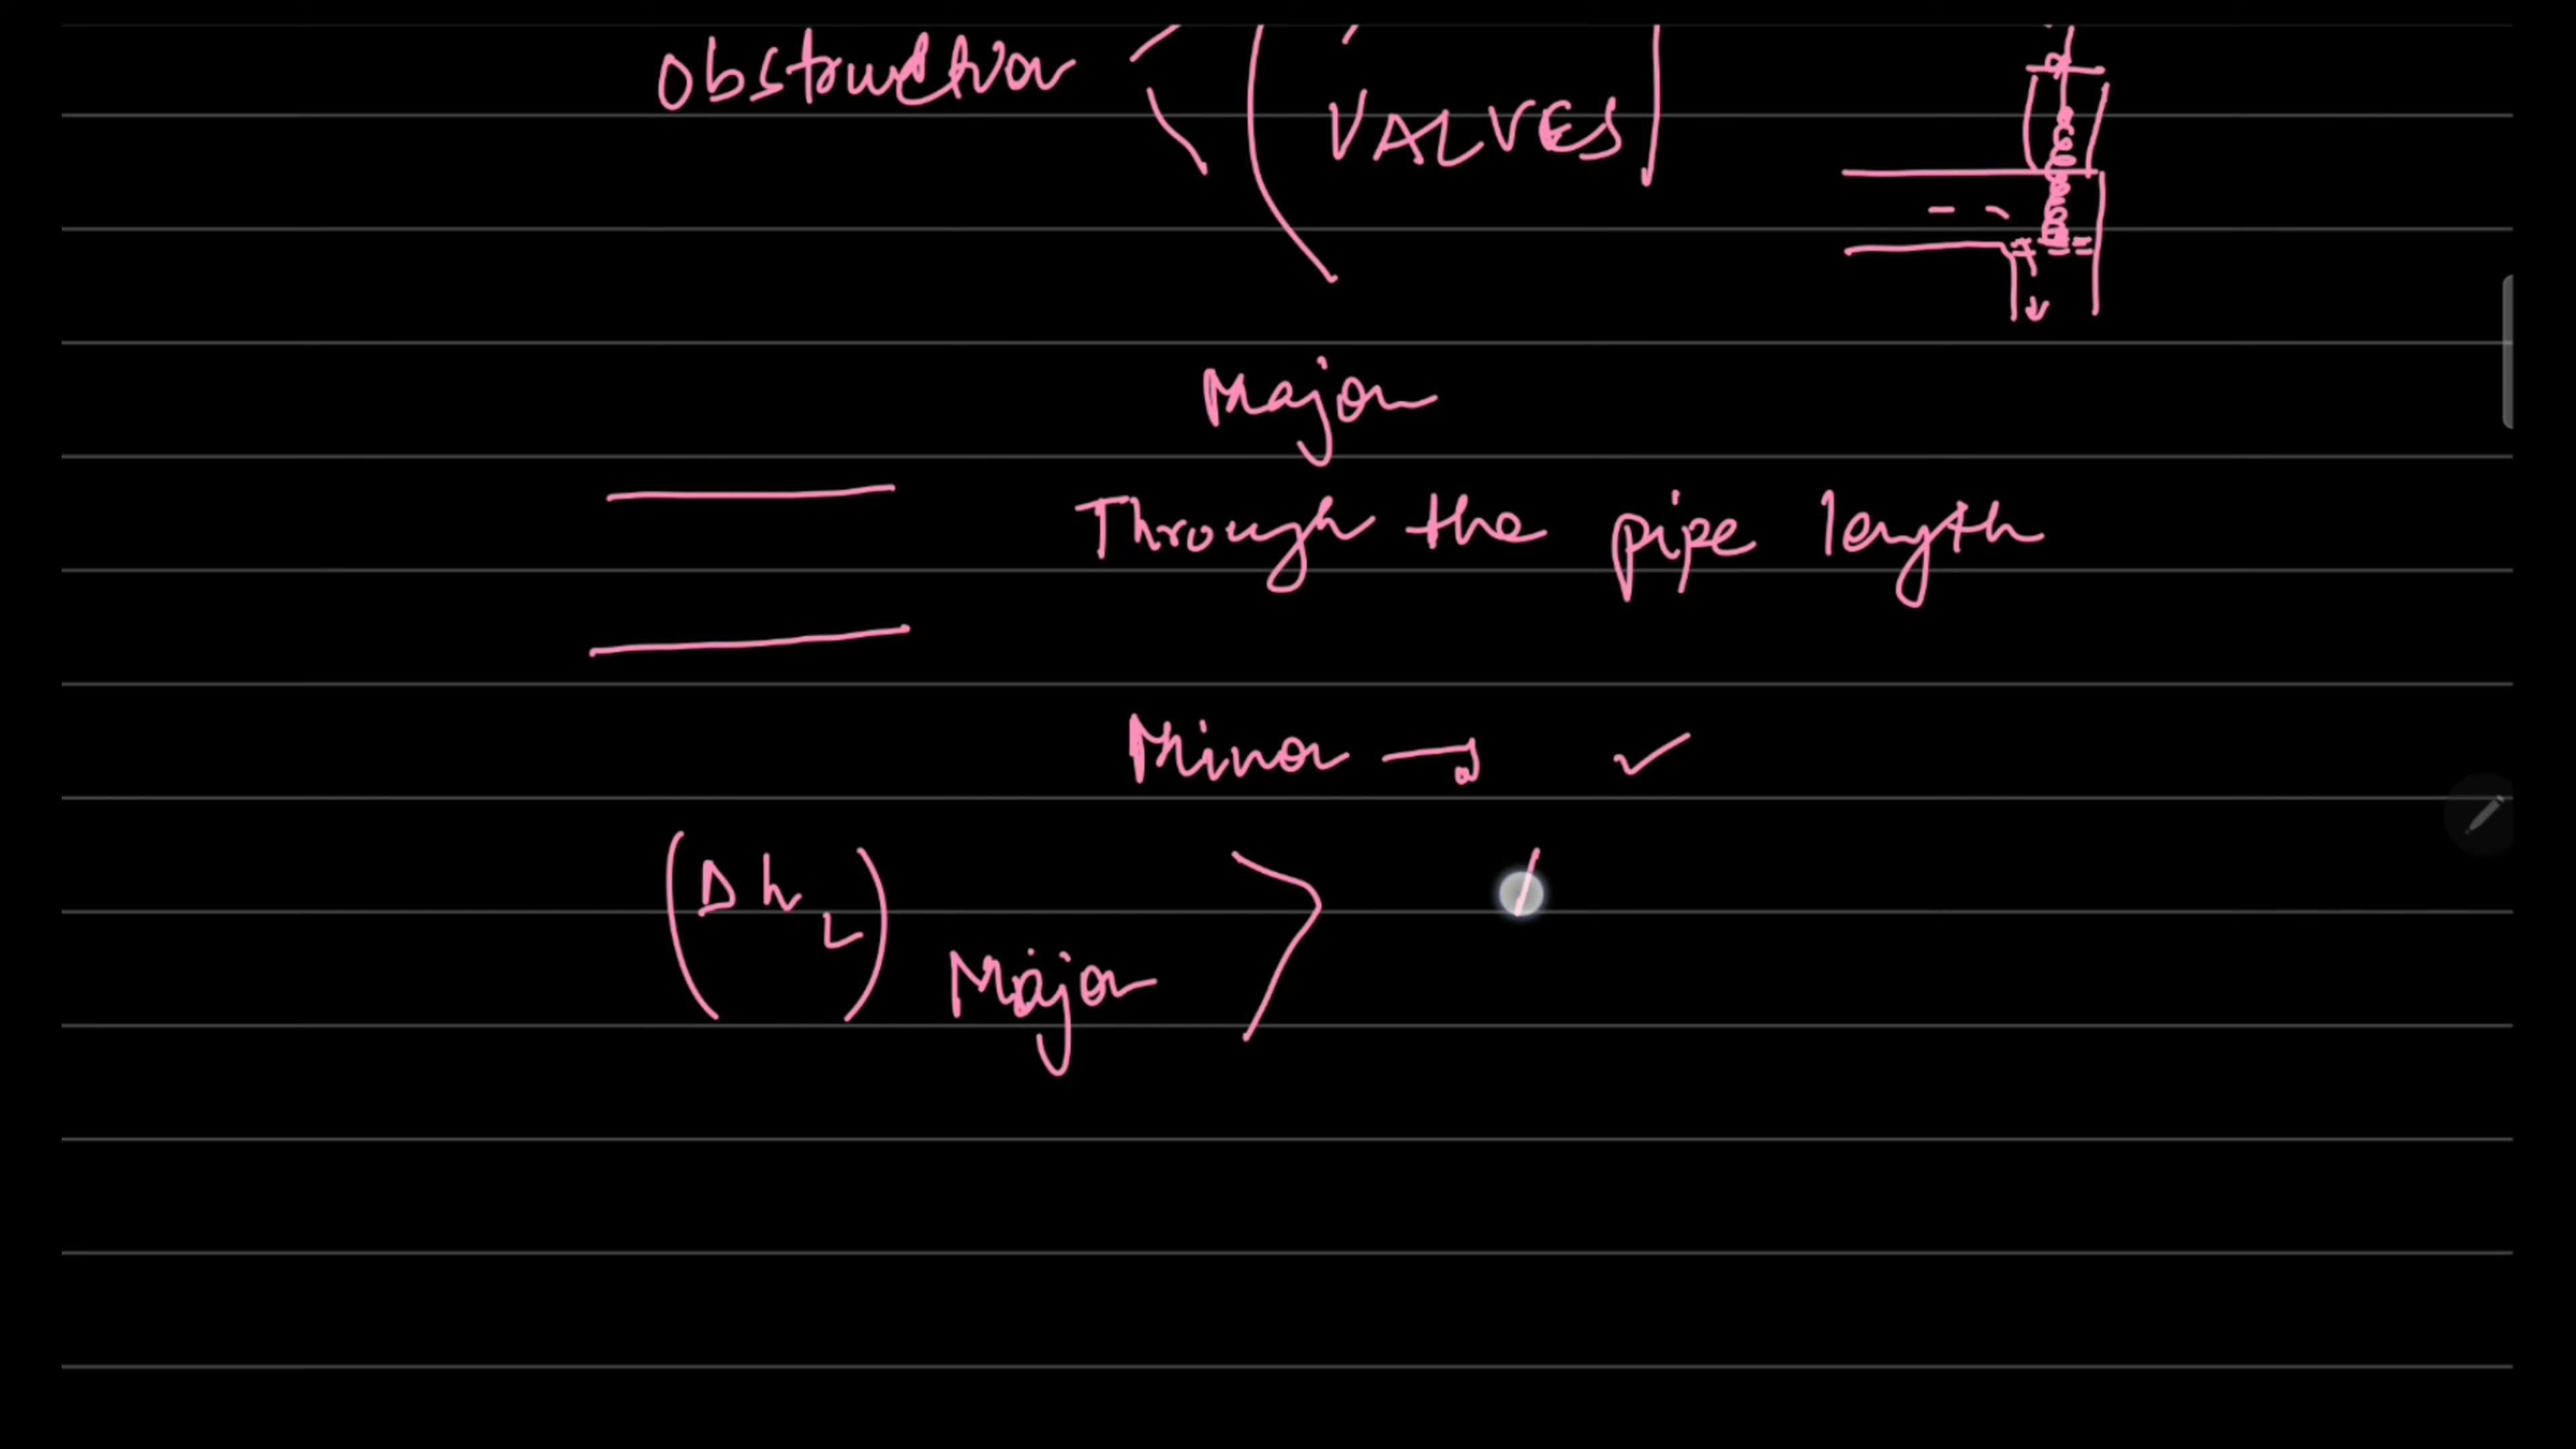 Obstruction
VALVES
Major
Through the pipe length
Minor → ✓
(Δh_L) Major >